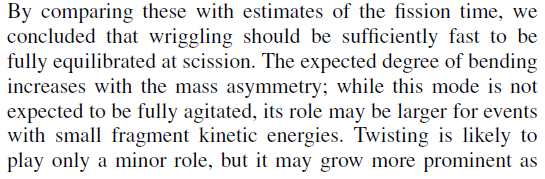 By comparing these with estimates of the fission time, we
concluded that wriggling should be sufficiently fast to be
fully equilibrated at scission. The expected degree of bending
increases with the mass asymmetry; while this mode is not
expected to be fully agitated, its role may be larger for events
with small fragment kinetic energies. Twisting is likely to
play only a minor role, but it may grow more prominent as